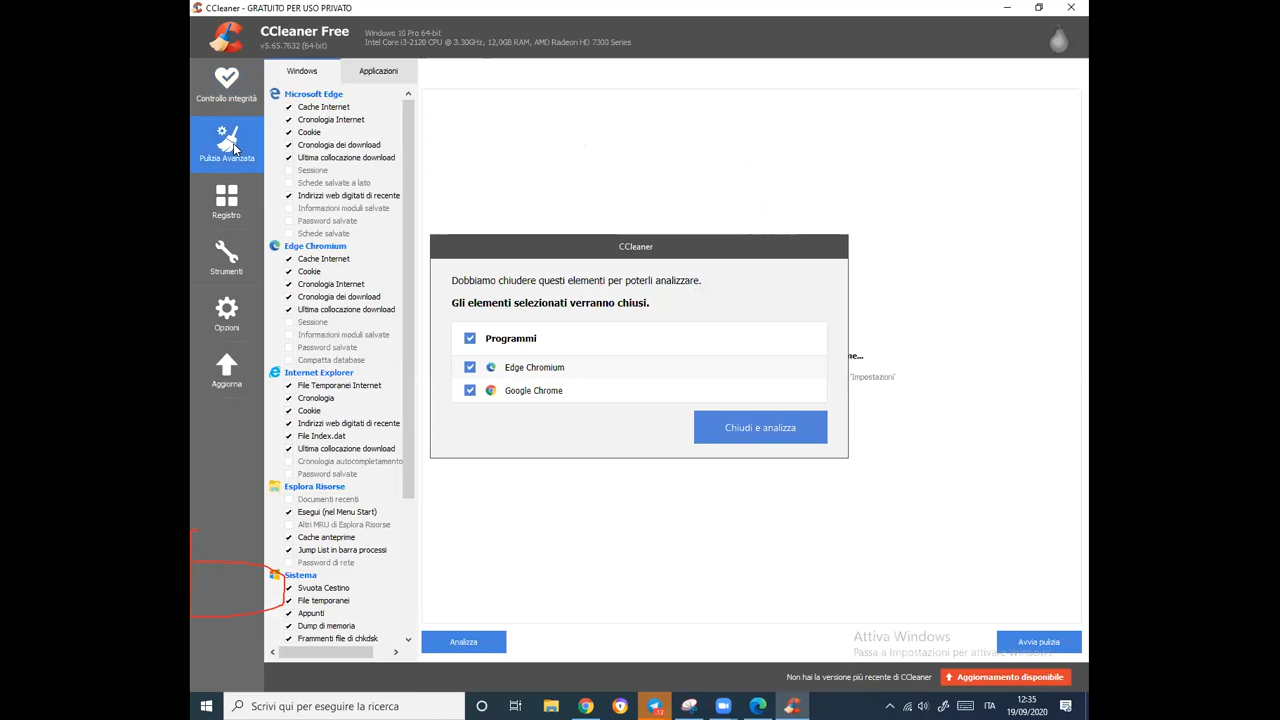 CCleaner - GRATUITO PER USO PRIVATO
CCleaner Free
v5.65.7632 (64-bit)
Windows 10 Pro 64-bit
Intel Core i3-2120 CPU @ 3.30GHz, 12,0GB RAM, AMD Radeon HD 7300 Series
Controllo integrità
Pulizia Avanzata
Registro
Strumenti
Opzioni
Aggiorna
Windows
Applicazioni
Microsoft Edge
Cache Internet
Cronologia Internet
Cookie
Cronologia dei download
Ultima collocazione download
Sessione
Schede salvate a lato
Indirizzi web digitati di recente
Informazioni moduli salvate
Password salvate
Schede salvate
Edge Chromium
Cache Internet
Cookie
Cronologia Internet
Cronologia dei download
Ultima collocazione download
Sessione
Informazioni moduli salvate
Password salvate
Compatta database
Internet Explorer
File Temporanei Internet
Cronologia
Cookie
Indirizzi web digitati di recente
File Index.dat
Ultima collocazione download
Cronologia autocompletamento
Password salvate
Esplora Risorse
Documenti recenti
Esegui (nel Menu Start)
Altri MRU di Esplora Risorse
Cache anteprime
Jump List in barra processi
Password di rete
Sistema
Svuota Cestino
File temporanei
Appunti
Dump di memoria
Frammenti file di chkdsk
CCleaner
Dobbiamo chiudere questi elementi per poterli analizzare.
Gli elementi selezionati verranno chiusi.
Programmi
Edge Chromium
Google Chrome
Chiudi e analizza
me...
'Impostazioni'
Analizza
Avvia pulizia
Attiva Windows
Passa a Impostazioni per attivare Windows.
Non hai la versione più recente di CCleaner
Aggiornamento disponibile
Scrivi qui per eseguire la ricerca
12
ITA
12:35
19/09/2020